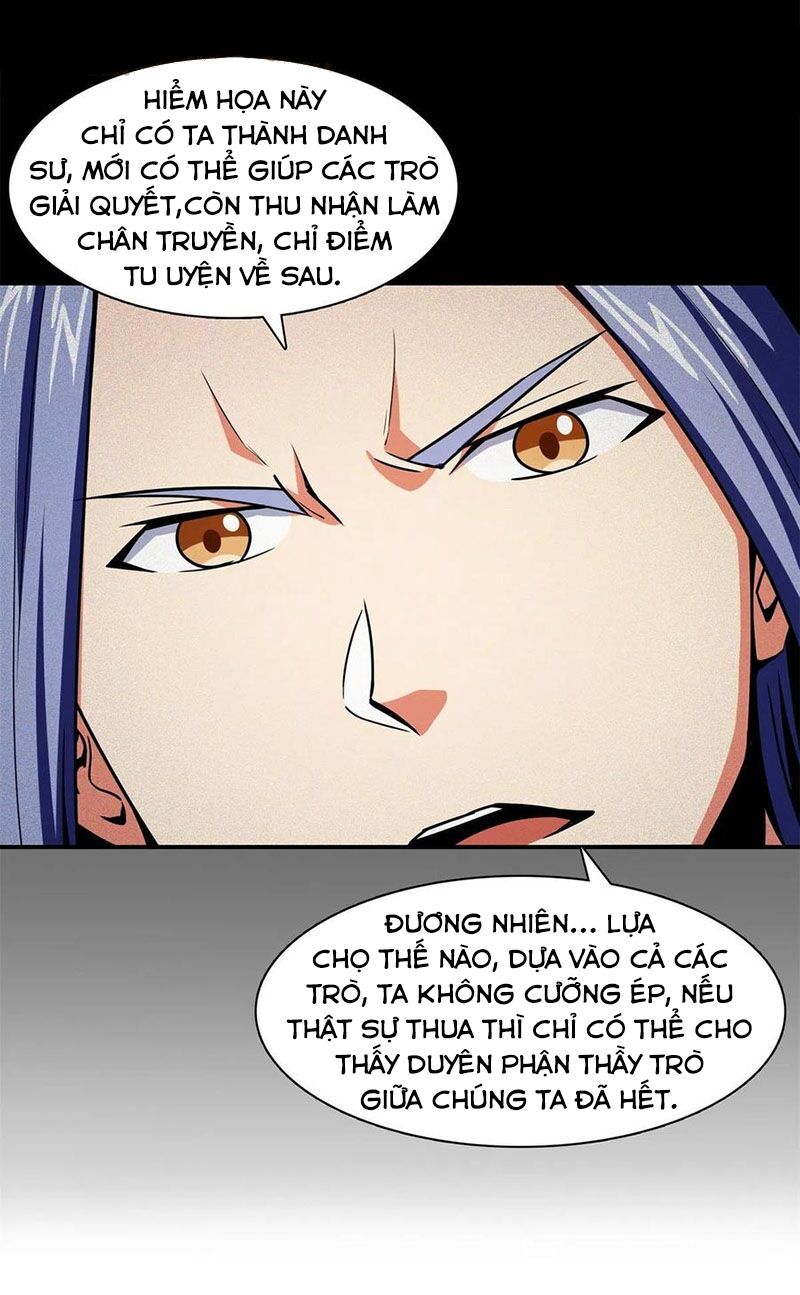 HIỂM HỌA NÀY
CHỈ CÓ TA THÀNH DANH
SƯ, MỚI CÓ THỂ GIÚP CÁC TRÒ
GIẢI QUYẾT,CÒN THU NHẬN LÀM
CHÂN TRUYỀN, CHỈ ĐIỂM
TU UYỆN VỀ SAU.
ĐƯƠNG NHIÊN... LỰA
CHỌ THẾ NÀO, DỰA VÀO CẢ CÁC
TRÒ, TA KHÔNG CƯỠNG ÉP, NẾU
THẬT SỰ THUA THÌ CHỈ CÓ THỂ CHO
THẤY DUYÊN PHẬN THẦY TRÒ
GIỮA CHÚNG TA ĐÃ HẾT.